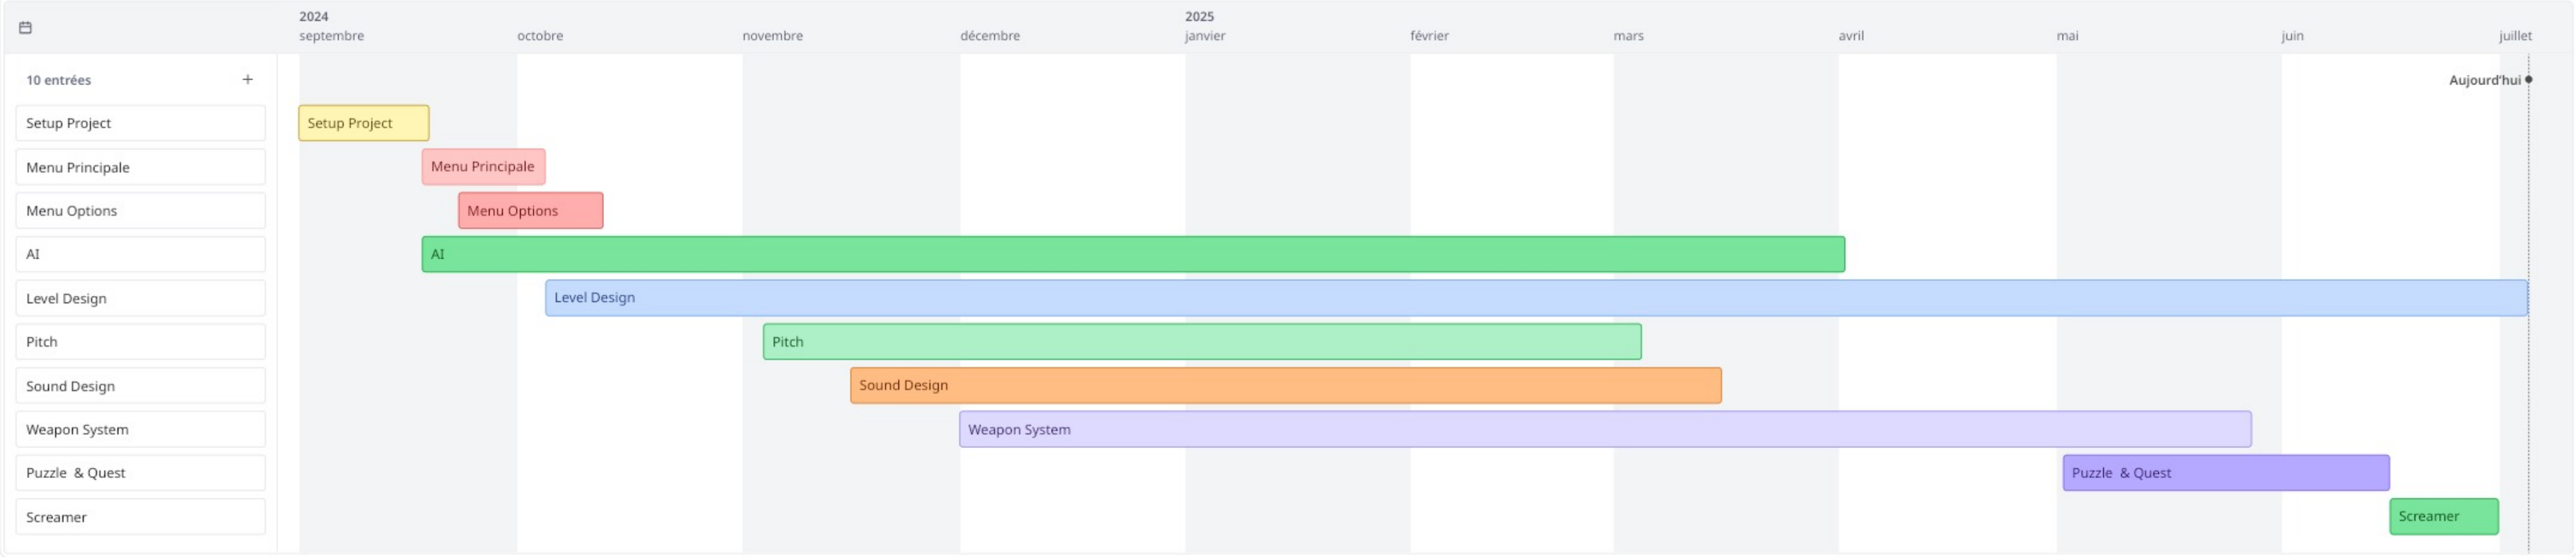 2024 2025
septembre octobre novembre décembre janvier février mars avril mai juin juillet
10 entrées +
Aujourd'hui
Setup Project Setup Project
Menu Principale Menu Principale
Menu Options Menu Options
AI AI
Level Design Level Design
Pitch Pitch
Sound Design Sound Design
Weapon System Weapon System
Puzzle & Quest Puzzle & Quest
Screamer Screamer